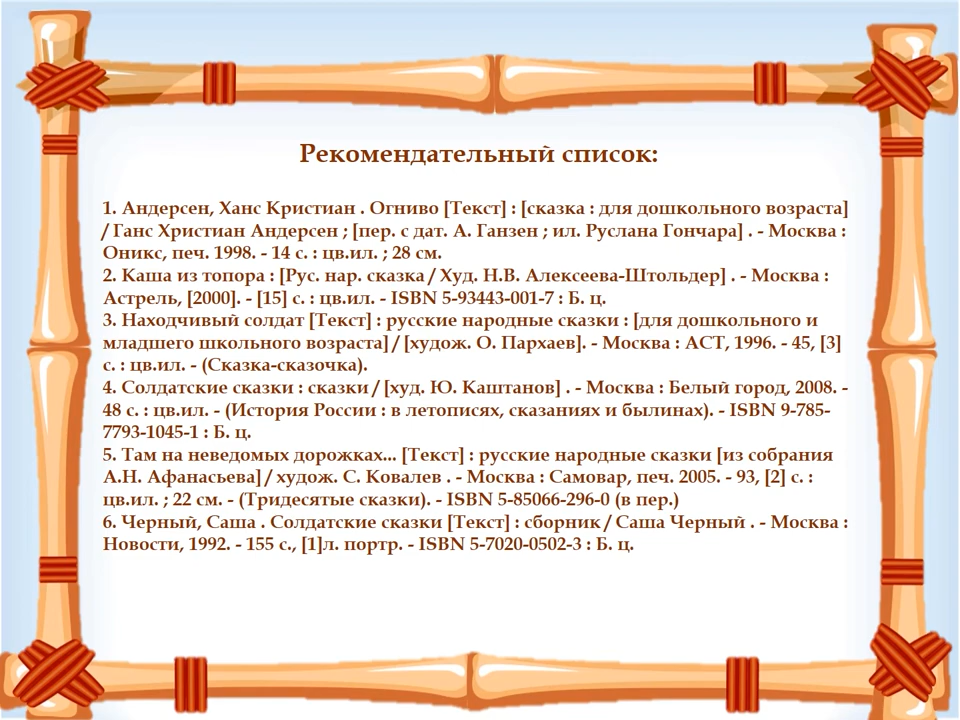 Рекомендательный список:
1. Андерсен, Ханс Кристиан . Огниво [Текст] : [сказка : для дошкольного возраста]
/ Ганс Христиан Андерсен ; [пер. с дат. А. Ганзен ; ил. Руслана Гончара] . - Москва :
Оникс, печ. 1998. - 14 с. : цв.ил. ; 28 см.
2. Каша из топора : [Рус. нар. сказка / Худ. Н.В. Алексеева-Штольдер] . - Москва :
Астрель, [2000]. - [15] с. : цв.ил. - ISBN 5-93443-001-7 : Б. ц.
3. Находчивый солдат [Текст] : русские народные сказки : [для дошкольного и
младшего школьного возраста] / [худож. О. Пархаев]. - Москва : АСТ, 1996. - 45, [3]
с. : цв.ил. - (Сказка-сказочка).
4. Солдатские сказки : сказки / [худ. Ю. Каштанов] . - Москва : Белый город, 2008. -
48 с. : цв.ил. - (История России : в летописях, сказаниях и былинах). - ISBN 9-785-
7793-1045-1 : Б. ц.
5. Там на неведомых дорожках... [Текст] : русские народные сказки [из собрания
А.Н. Афанасьева] / худож. С. Ковалев . - Москва : Самовар, печ. 2005. - 93, [2] с. :
цв.ил. ; 22 см. - (Тридесятые сказки). - ISBN 5-85066-296-0 (в пер.)
6. Черный, Саша . Солдатские сказки [Текст] : сборник / Саша Черный . - Москва :
Новости, 1992. - 155 с., [1]л. портр. - ISBN 5-7020-0502-3 : Б. ц.